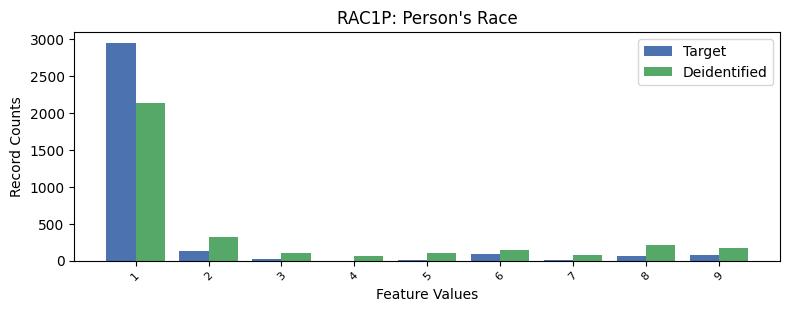 RAC1P: Person's Race
Target
Deidentified
Record Counts
3000
2500
2000
1500
1000
500
0
1 2 3 4 5 6 7 8 9
Feature Values